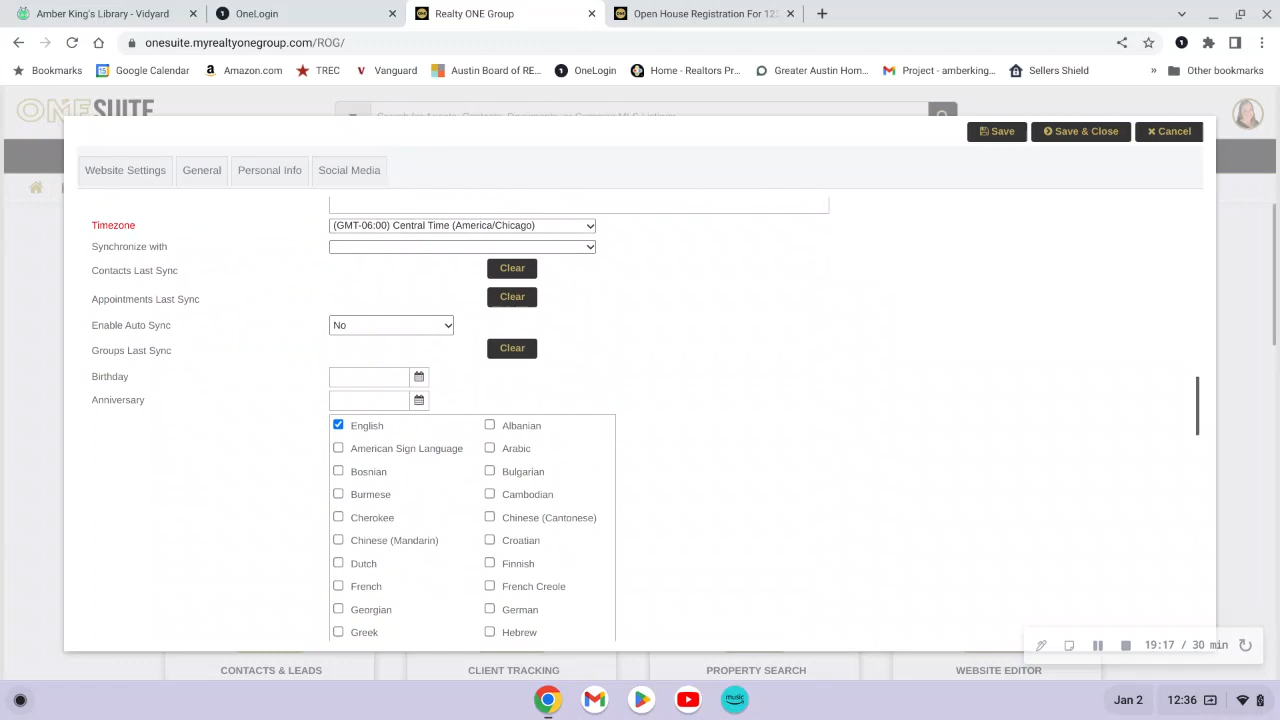 Amber King's Library - Vidyard
OneLogin
Realty ONE Group
Open House Registration For 123
onesuite.myrealtyonegroup.com/ROG/
Bookmarks
Google Calendar
Amazon.com
TREC
Vanguard
Austin Board of RE...
OneLogin
Home - Realtors Pr...
Greater Austin Hom...
Project - amberking...
Sellers Shield
»
Other bookmarks
ONESUITE
Save
Save & Close
Cancel
Website Settings
General
Personal Info
Social Media
Timezone
(GMT-06:00) Central Time (America/Chicago)
Synchronize with
Contacts Last Sync
Clear
Appointments Last Sync
Clear
Enable Auto Sync
No
Groups Last Sync
Clear
Birthday
Anniversary
English
Albanian
American Sign Language
Arabic
Bosnian
Bulgarian
Burmese
Cambodian
Cherokee
Chinese (Cantonese)
Chinese (Mandarin)
Croatian
Dutch
Finnish
French
French Creole
Georgian
German
Greek
Hebrew
19:17 / 30 min
CONTACTS & LEADS
CLIENT TRACKING
PROPERTY SEARCH
WEBSITE EDITOR
music
Jan 2
12:36